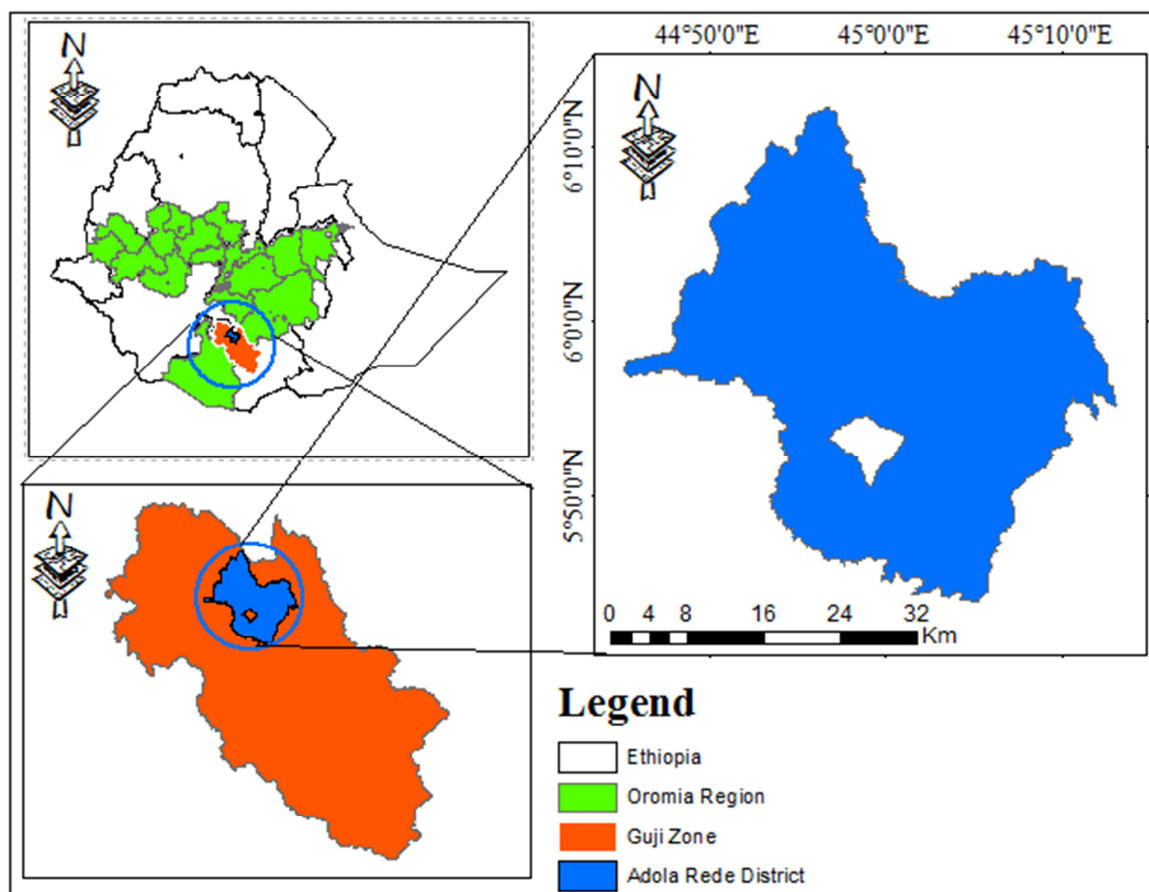 N
44°50'0"E 45°0'0"E 45°10'0"E
N
6°10'0"N
6°0'0"N
5°50'0"N
0 4 8 16 24 32
Km
N
Legend
Ethiopia
Oromia Region
Guji Zone
Adola Rede District